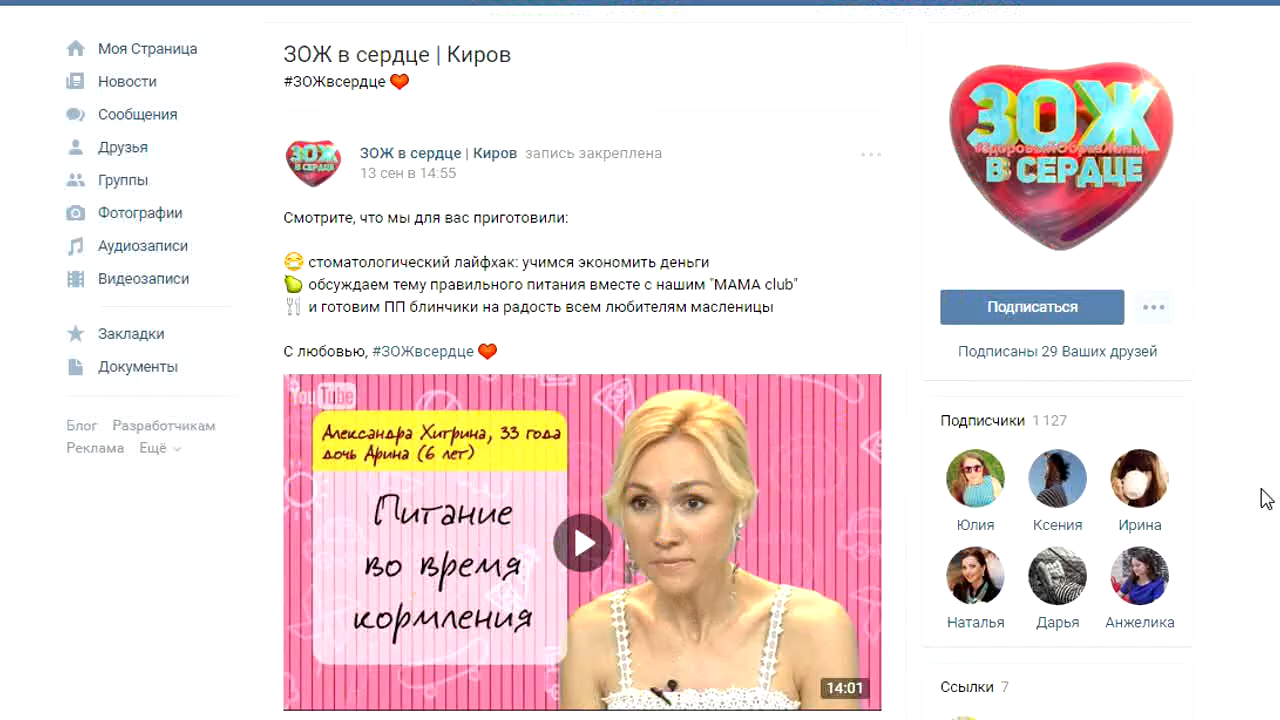 Моя Страница
Новости
Сообщения
Друзья
Группы
Фотографии
Аудиозаписи
Видеозаписи
Закладки
Документы
Блог Разработчикам
Реклама Ещё
ЗОЖ в сердце | Киров
#ЗОЖвсердце
ЗОЖ В СЕРДЦЕ
ЗОЖ в сердце | Киров запись закреплена
13 сен в 14:55
Смотрите, что мы для вас приготовили:
стоматологический лайфхак: учимся экономить деньги
обсуждаем тему правильного питания вместе с нашим "МАМА club"
и готовим ПП блинчики на радость всем любителям масленицы
С любовью, #ЗОЖвсердце
YouTube
Александра Хитрина, 33 года
дочь Арина (6 лет)
Питание
во время
кормления
14:01
ЗОЖ
#ЗдоровыйОбразЖизни
В СЕРДЦЕ
Подписаться
Подписаны 29 Ваших друзей
Подписчики 1 127
Юлия Ксения Ирина
Наталья Дарья Анжелика
Ссылки 7